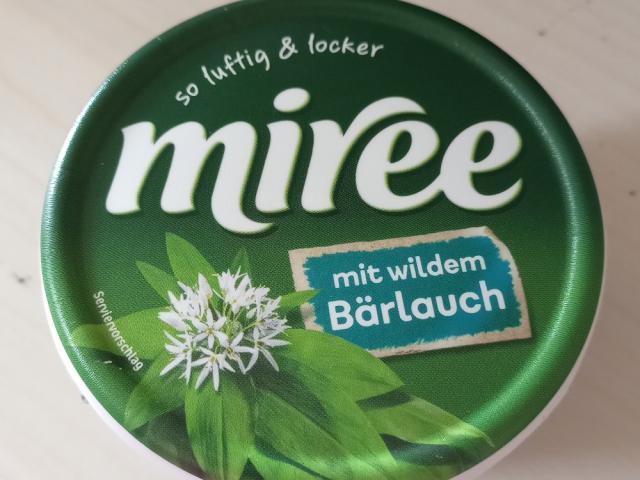 so luftig & locker
miree
mit wildem
Bärlauch
Serviervorschlag